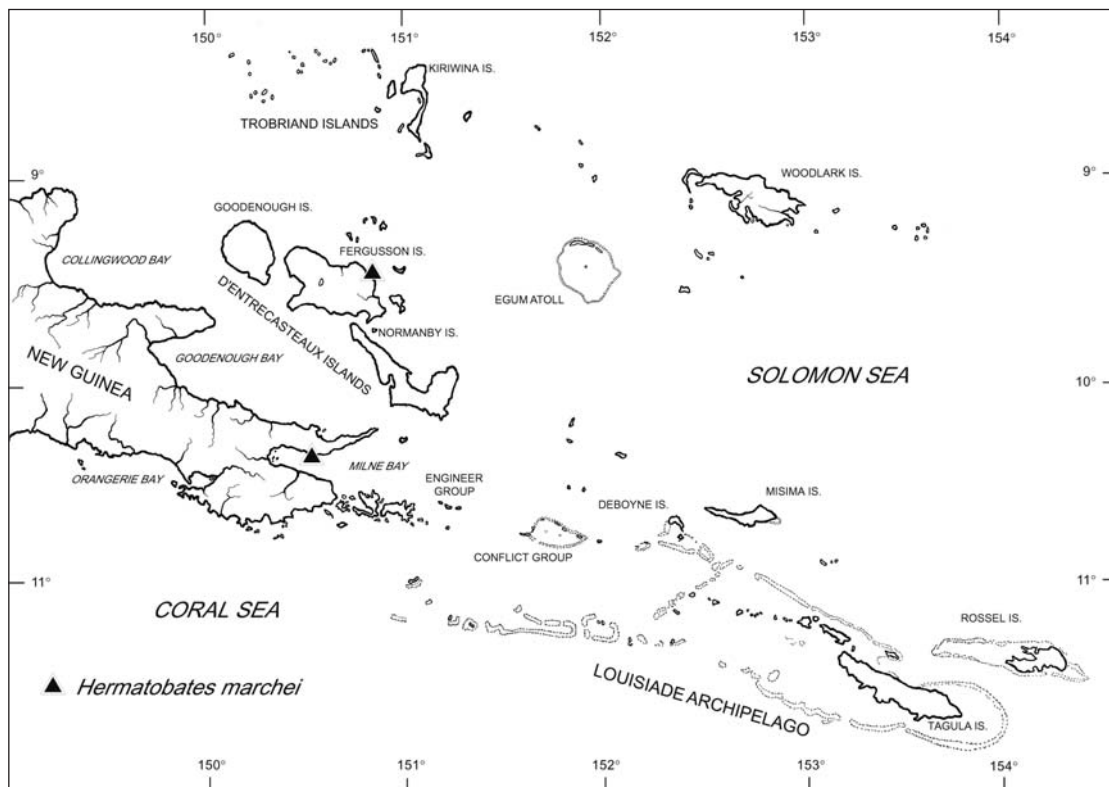 150°
151°
152°
153°
154°
KIRIWINA IS.
TROBRIAND ISLANDS
9°
9°
WOODLARK IS.
GOODENOUGH IS.
FERGUSSON IS.
COLLINGWOOD BAY
EGUM ATOLL
D'ENTRECASTEAUX ISLANDS
NORMANBY IS.
GOODENOUGH BAY
NEW GUINEA
SOLOMON SEA
10°
MILNE BAY
ORANGERIE BAY
ENGINEER
GROUP
MISIMA IS.
DEBOYNE IS.
CONFLICT GROUP
11°
11°
CORAL SEA
ROSSEL IS.
LOUISIADE ARCHIPELAGO
Hermatobates marchei
TAGULA IS.
150°
151°
152°
153°
154°